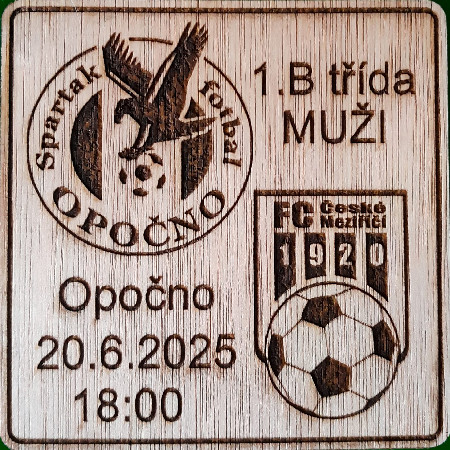 Spartak fotbal
OPOČNO
1.B třída
MUŽI
FC České
Meziříčí
1920
Opočno
20.6.2025
18:00